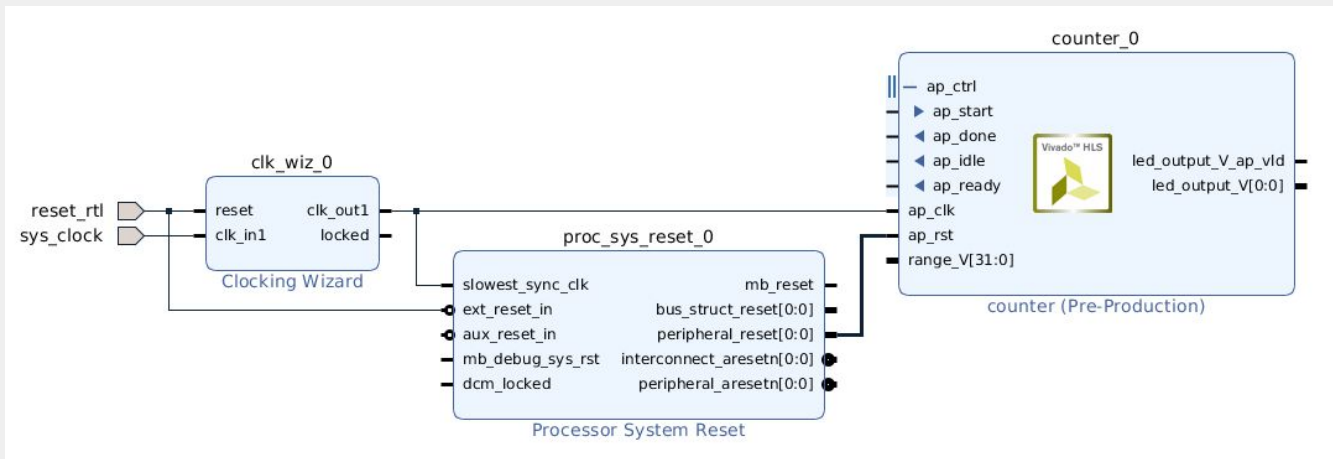 counter_0
ap_ctrl
ap_start
ap_done
ap_idle
ap_ready
ap_clk
ap_rst
range_V[31:0]
Vivado™ HLS
led_output_V_ap_vld
led_output_V[0:0]
counter (Pre-Production)
clk_wiz_0
reset_rtl
sys_clock
reset
clk_in1
clk_out1
locked
Clocking Wizard
proc_sys_reset_0
slowest_sync_clk
ext_reset_in
aux_reset_in
mb_debug_sys_rst
dcm_locked
mb_reset
bus_struct_reset[0:0]
peripheral_reset[0:0]
interconnect_aresetn[0:0]
peripheral_aresetn[0:0]
Processor System Reset